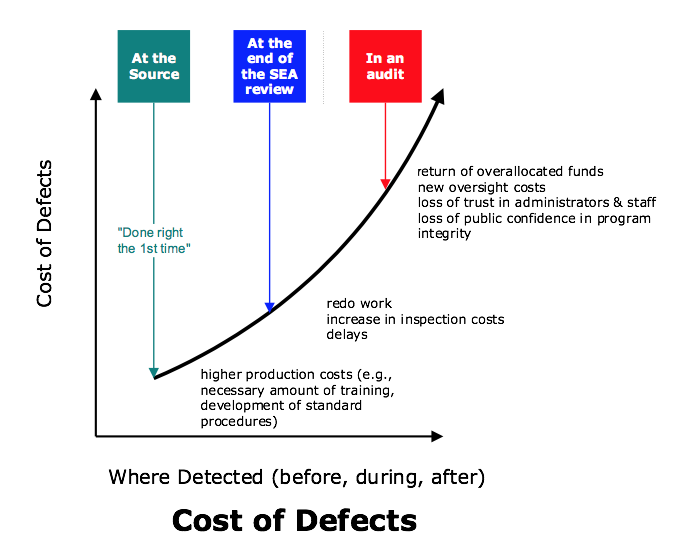 At the
Source
At the
end of
the SEA
review
In an
audit
Cost of Defects
"Done right
the 1st time"
return of overallocated funds
new oversight costs
loss of trust in administrators & staff
loss of public confidence in program
integrity
redo work
increase in inspection costs
delays
higher production costs (e.g.,
necessary amount of training,
development of standard
procedures)
Where Detected (before, during, after)
Cost of Defects